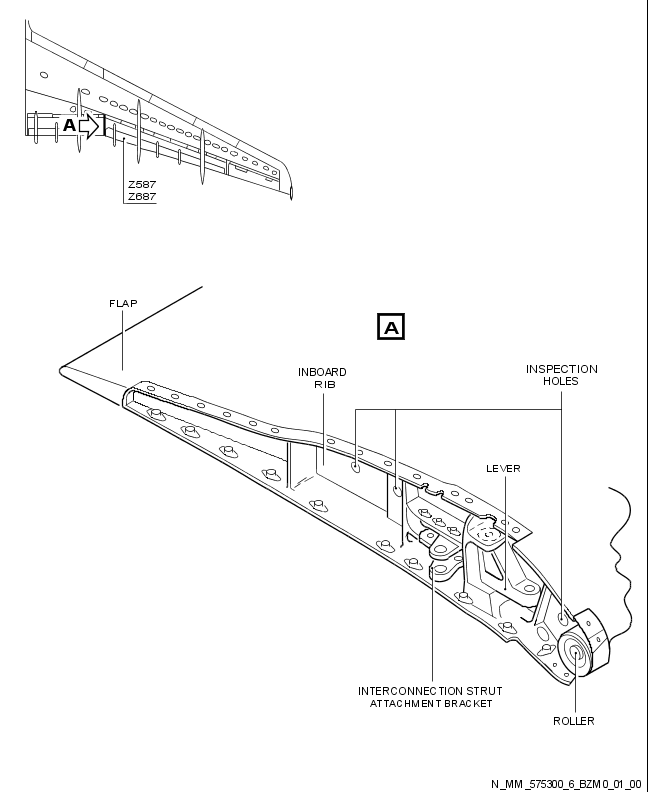 A
Z587
Z687
FLAP
A
INBOARD
RIB
INSPECTION
HOLES
LEVER
INTERCONNECTION STRUT
ATTACHMENT BRACKET
ROLLER
N_MM_575300_6_BZM0_01_00